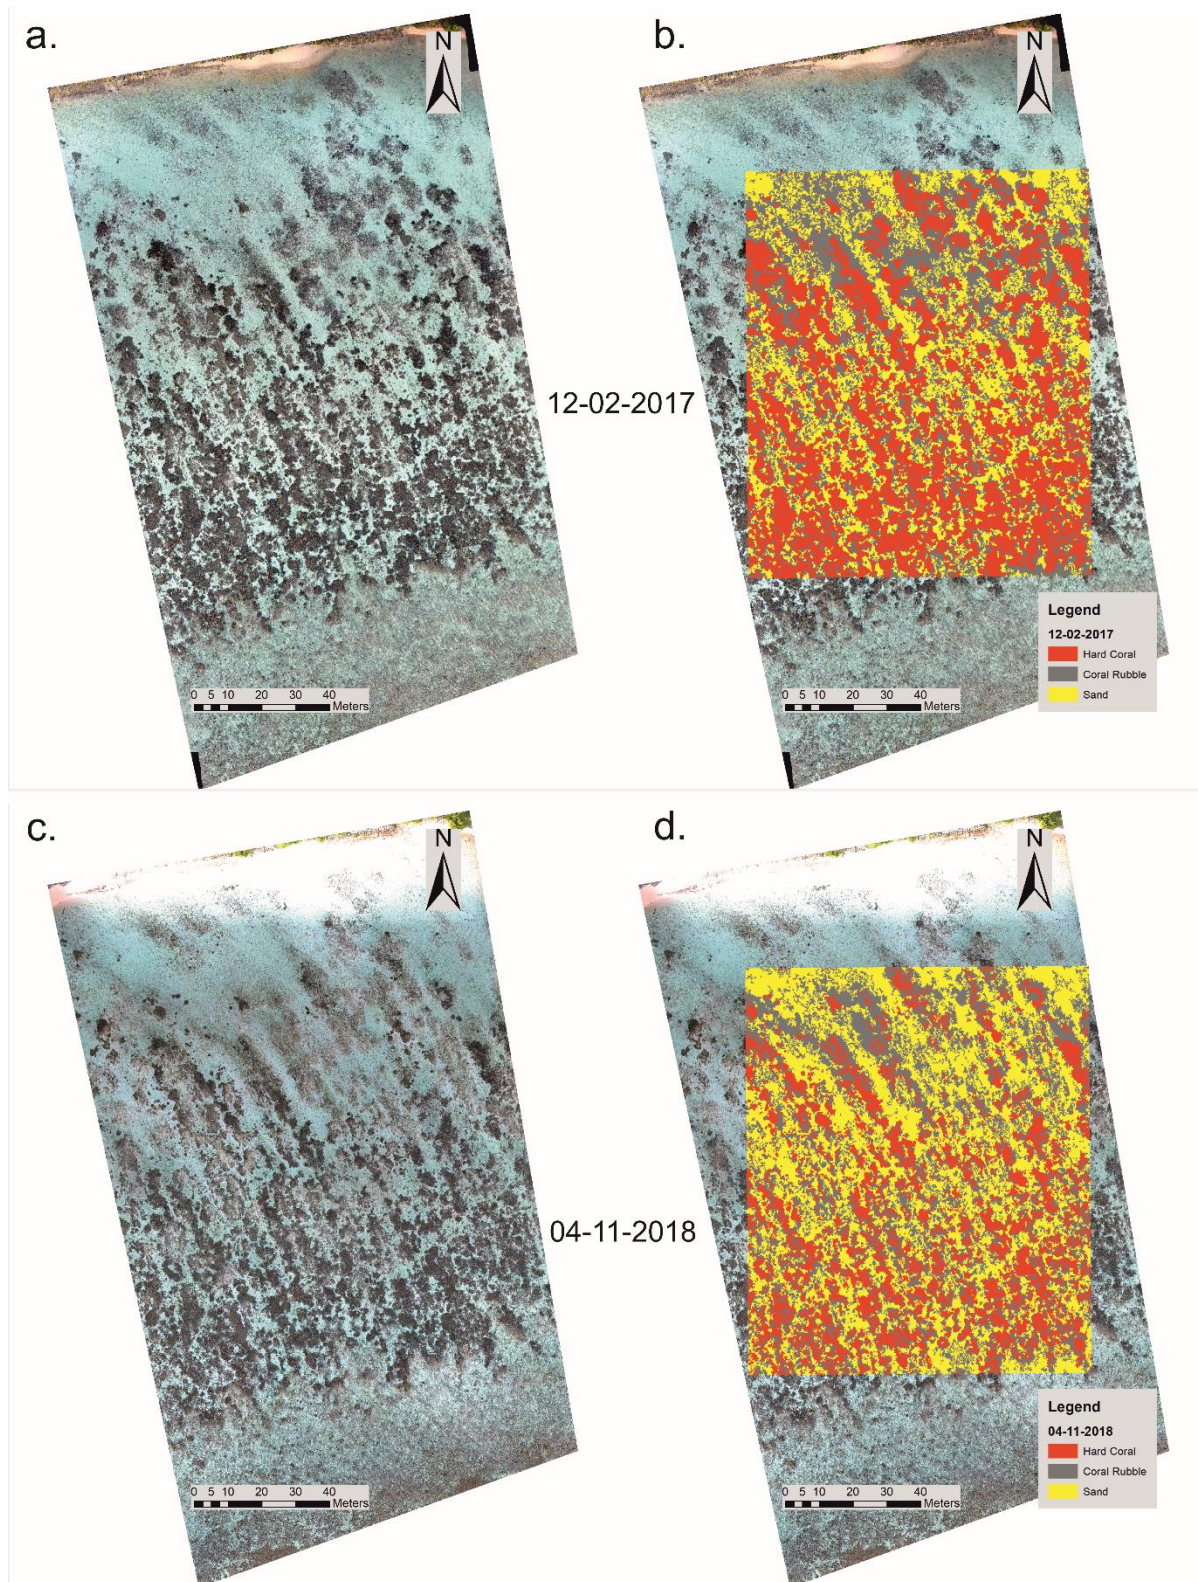 a.
N
b.
N
12-02-2017
Legend
12-02-2017
Hard Coral
Coral Rubble
Sand
0 5 10 20 30 40
Meters
0 5 10 20 30 40
Meters
c.
N
d.
N
04-11-2018
Legend
04-11-2018
Hard Coral
Coral Rubble
Sand
0 5 10 20 30 40
Meters
0 5 10 20 30 40
Meters